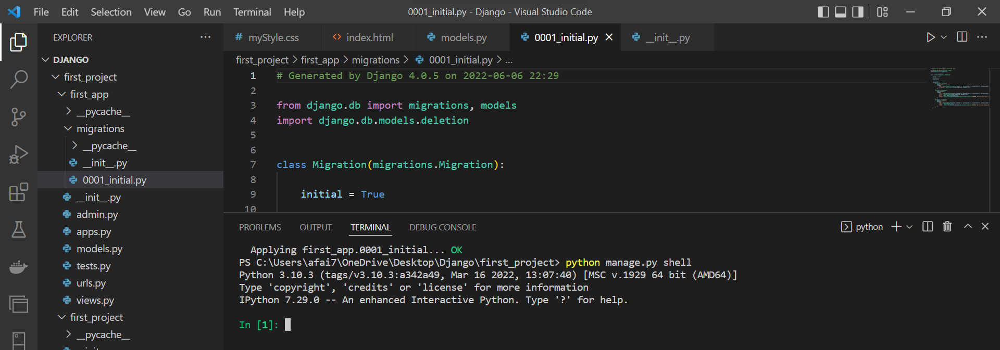 File Edit Selection View Go Run Terminal Help 0001_initial.py - Django - Visual Studio Code
EXPLORER
DJANGO
first_project
first_app
__pycache__
migrations
__pycache__
__init__.py
0001_initial.py
__init__.py
admin.py
apps.py
models.py
tests.py
urls.py
views.py
first_project
__pycache__
# myStyle.css <> index.html models.py 0001_initial.py __init__.py
first_project > first_app > migrations > 0001_initial.py > ...
1 # Generated by Django 4.0.5 on 2022-06-06 22:29
2
3 from django.db import migrations, models
4 import django.db.models.deletion
5
6
7 class Migration(migrations.Migration):
8
9 initial = True
10
PROBLEMS OUTPUT TERMINAL DEBUG CONSOLE python
Applying first_app.0001_initial... OK
PS C:\Users\afai7\OneDrive\Desktop\Django\first_project> python manage.py shell
Python 3.10.3 (tags/v3.10.3:a342a49, Mar 16 2022, 13:07:40) [MSC v.1929 64 bit (AMD64)]
Type 'copyright', 'credits' or 'license' for more information
IPython 7.29.0 -- An enhanced Interactive Python. Type '?' for help.
In [1]: